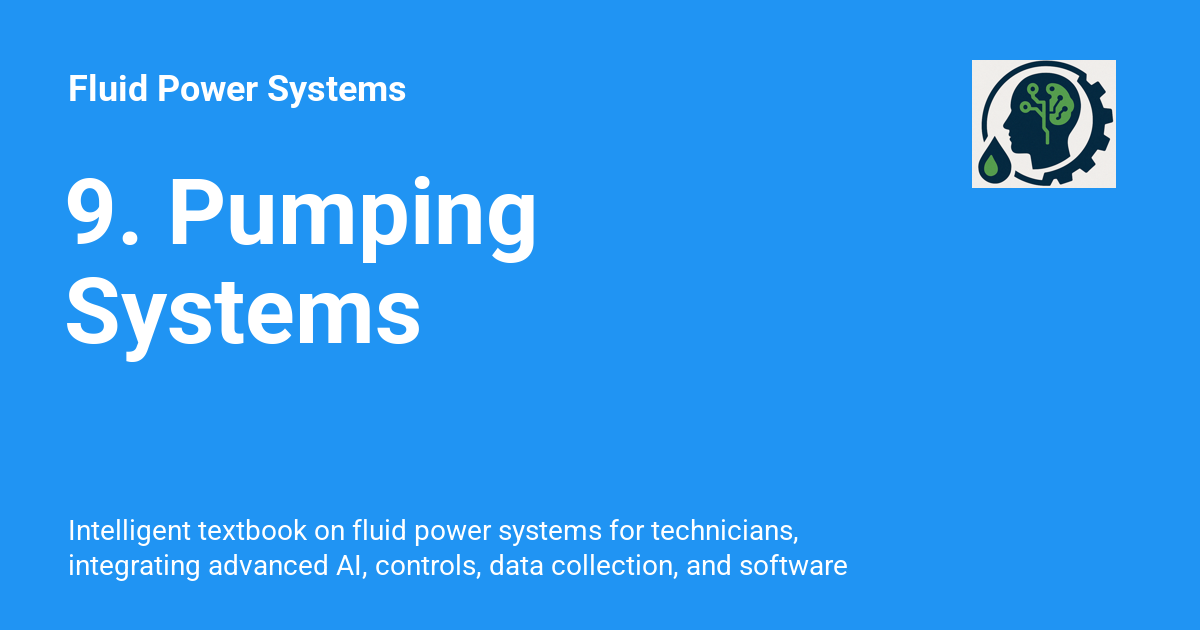 Fluid Power Systems
9. Pumping
Systems
Intelligent textbook on fluid power systems for technicians,
integrating advanced AI, controls, data collection, and software